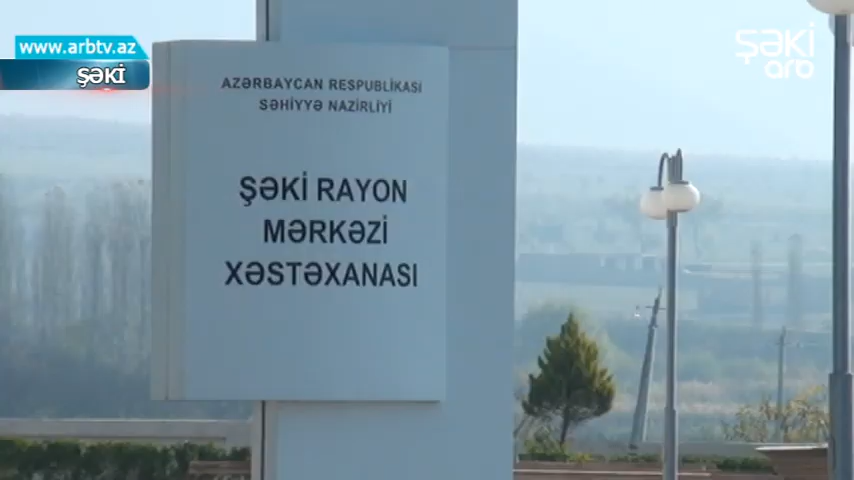 www.arbtv.az
ŞƏKİ
ŞƏKİ
arb
AZƏRBAYCAN RESPUBLİKASI
SƏHİYYƏ NAZİRLİYİ
ŞƏKİ RAYON
MƏRKƏZİ
XƏSTƏXANASI